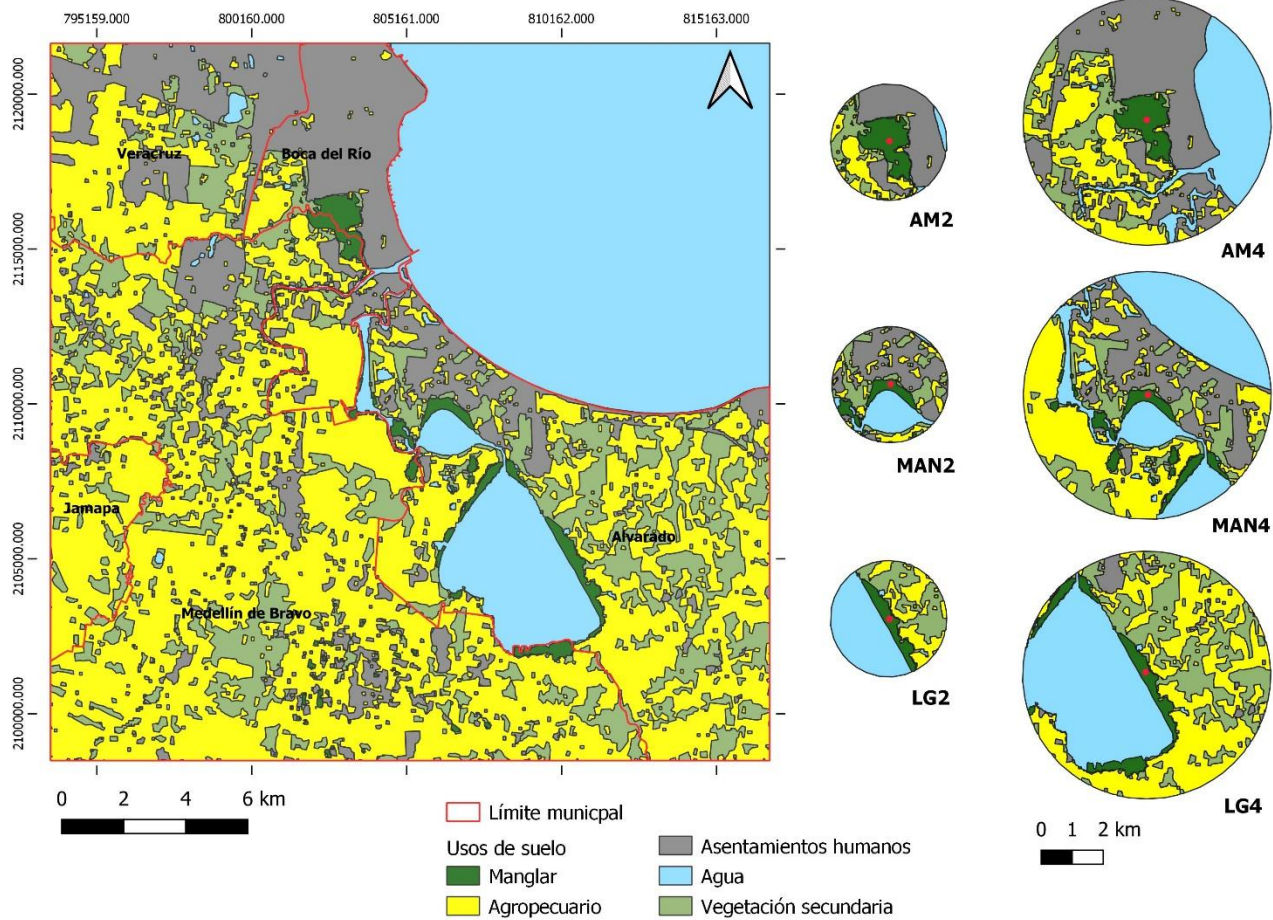 795159.000 800160.000 805161.000 810162.000 815163.000
2120000.000
2115000.000
2110000.000
2105000.000
2100000.000
Veracruz
Boca del Río
Jamapa
Alvarado
Medellín de Bravo
AM2
AM4
MAN2
MAN4
LG2
LG4
0 2 4 6 km
0 1 2 km
Límite municpal
Usos de suelo
Manglar
Agropecuario
Asentamientos humanos
Agua
Vegetación secundaria